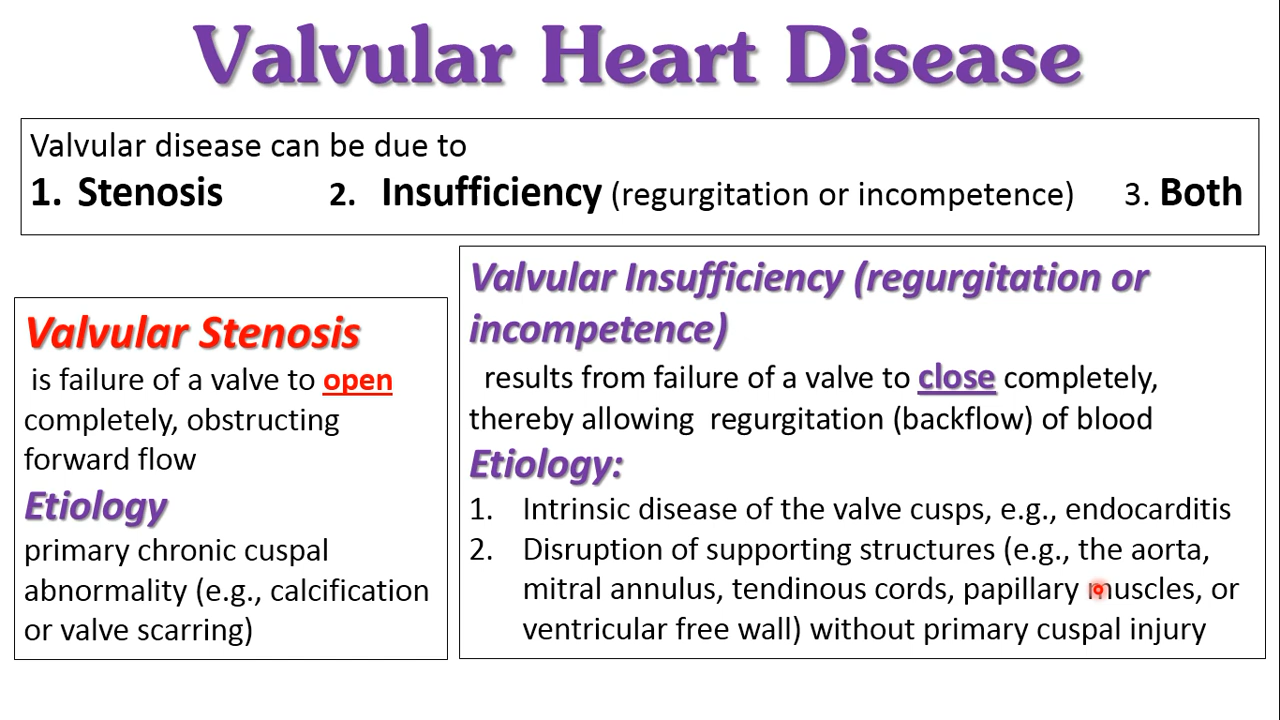 Valvular Heart Disease
Valvular disease can be due to
1. Stenosis 2. Insufficiency (regurgitation or incompetence) 3. Both
Valvular Stenosis
is failure of a valve to open
completely, obstructing
forward flow
Etiology
primary chronic cuspal
abnormality (e.g., calcification
or valve scarring)
Valvular Insufficiency (regurgitation or
incompetence)
results from failure of a valve to close completely,
thereby allowing regurgitation (backflow) of blood
Etiology:
1. Intrinsic disease of the valve cusps, e.g., endocarditis
2. Disruption of supporting structures (e.g., the aorta,
mitral annulus, tendinous cords, papillary muscles, or
ventricular free wall) without primary cuspal injury